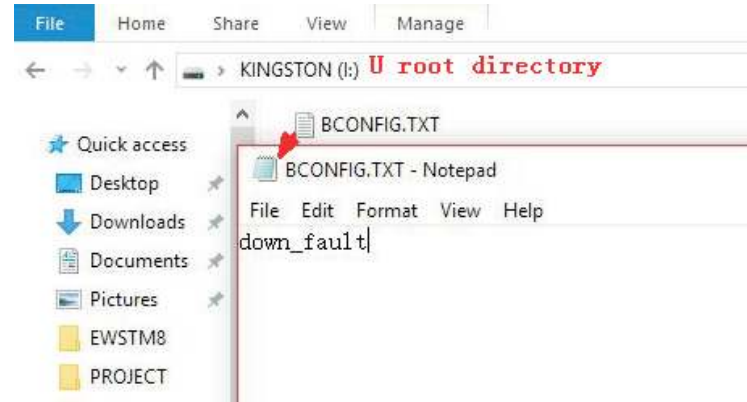 File Home Share View Manage
KINGSTON (I:) U root directory
BCONFIG.TXT
Quick access
BCONFIG.TXT - Notepad
Desktop
File Edit Format View Help
Downloads
down_fault
Documents
Pictures
EWSTM8
PROJECT